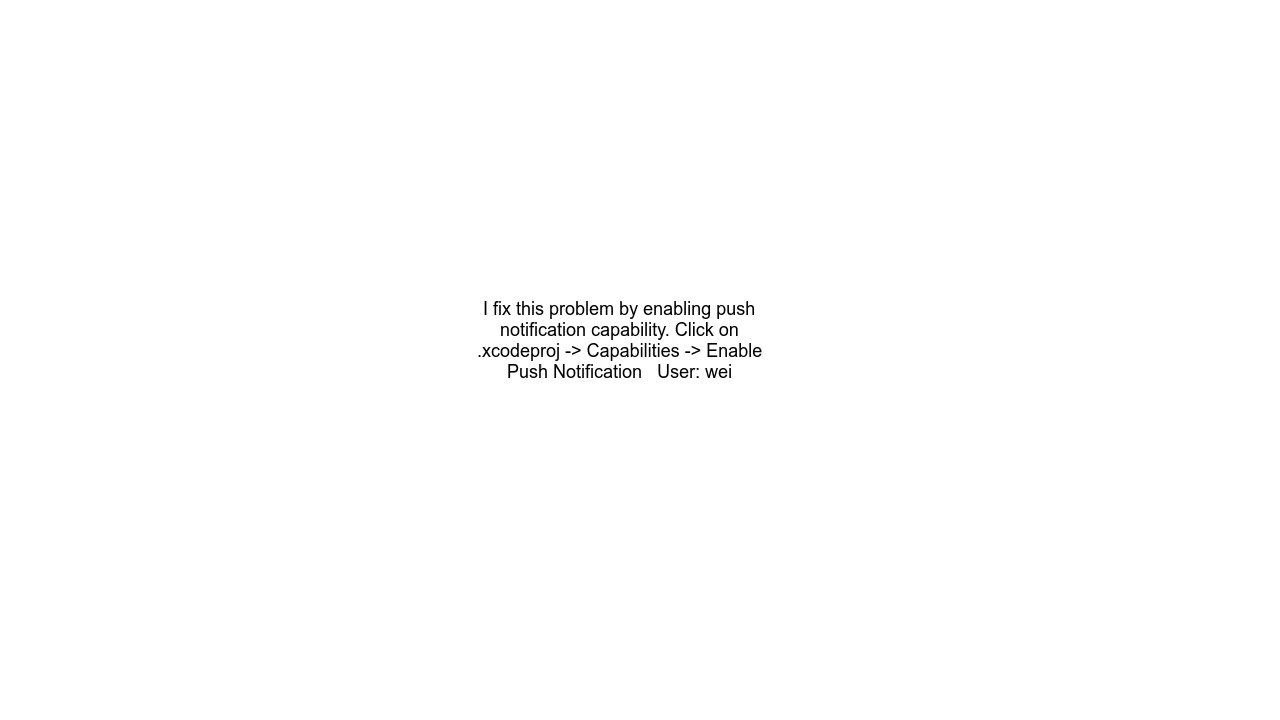 I fix this problem by enabling push
notification capability. Click on
.xcodeproj -> Capabilities -> Enable
Push Notification   User: wei